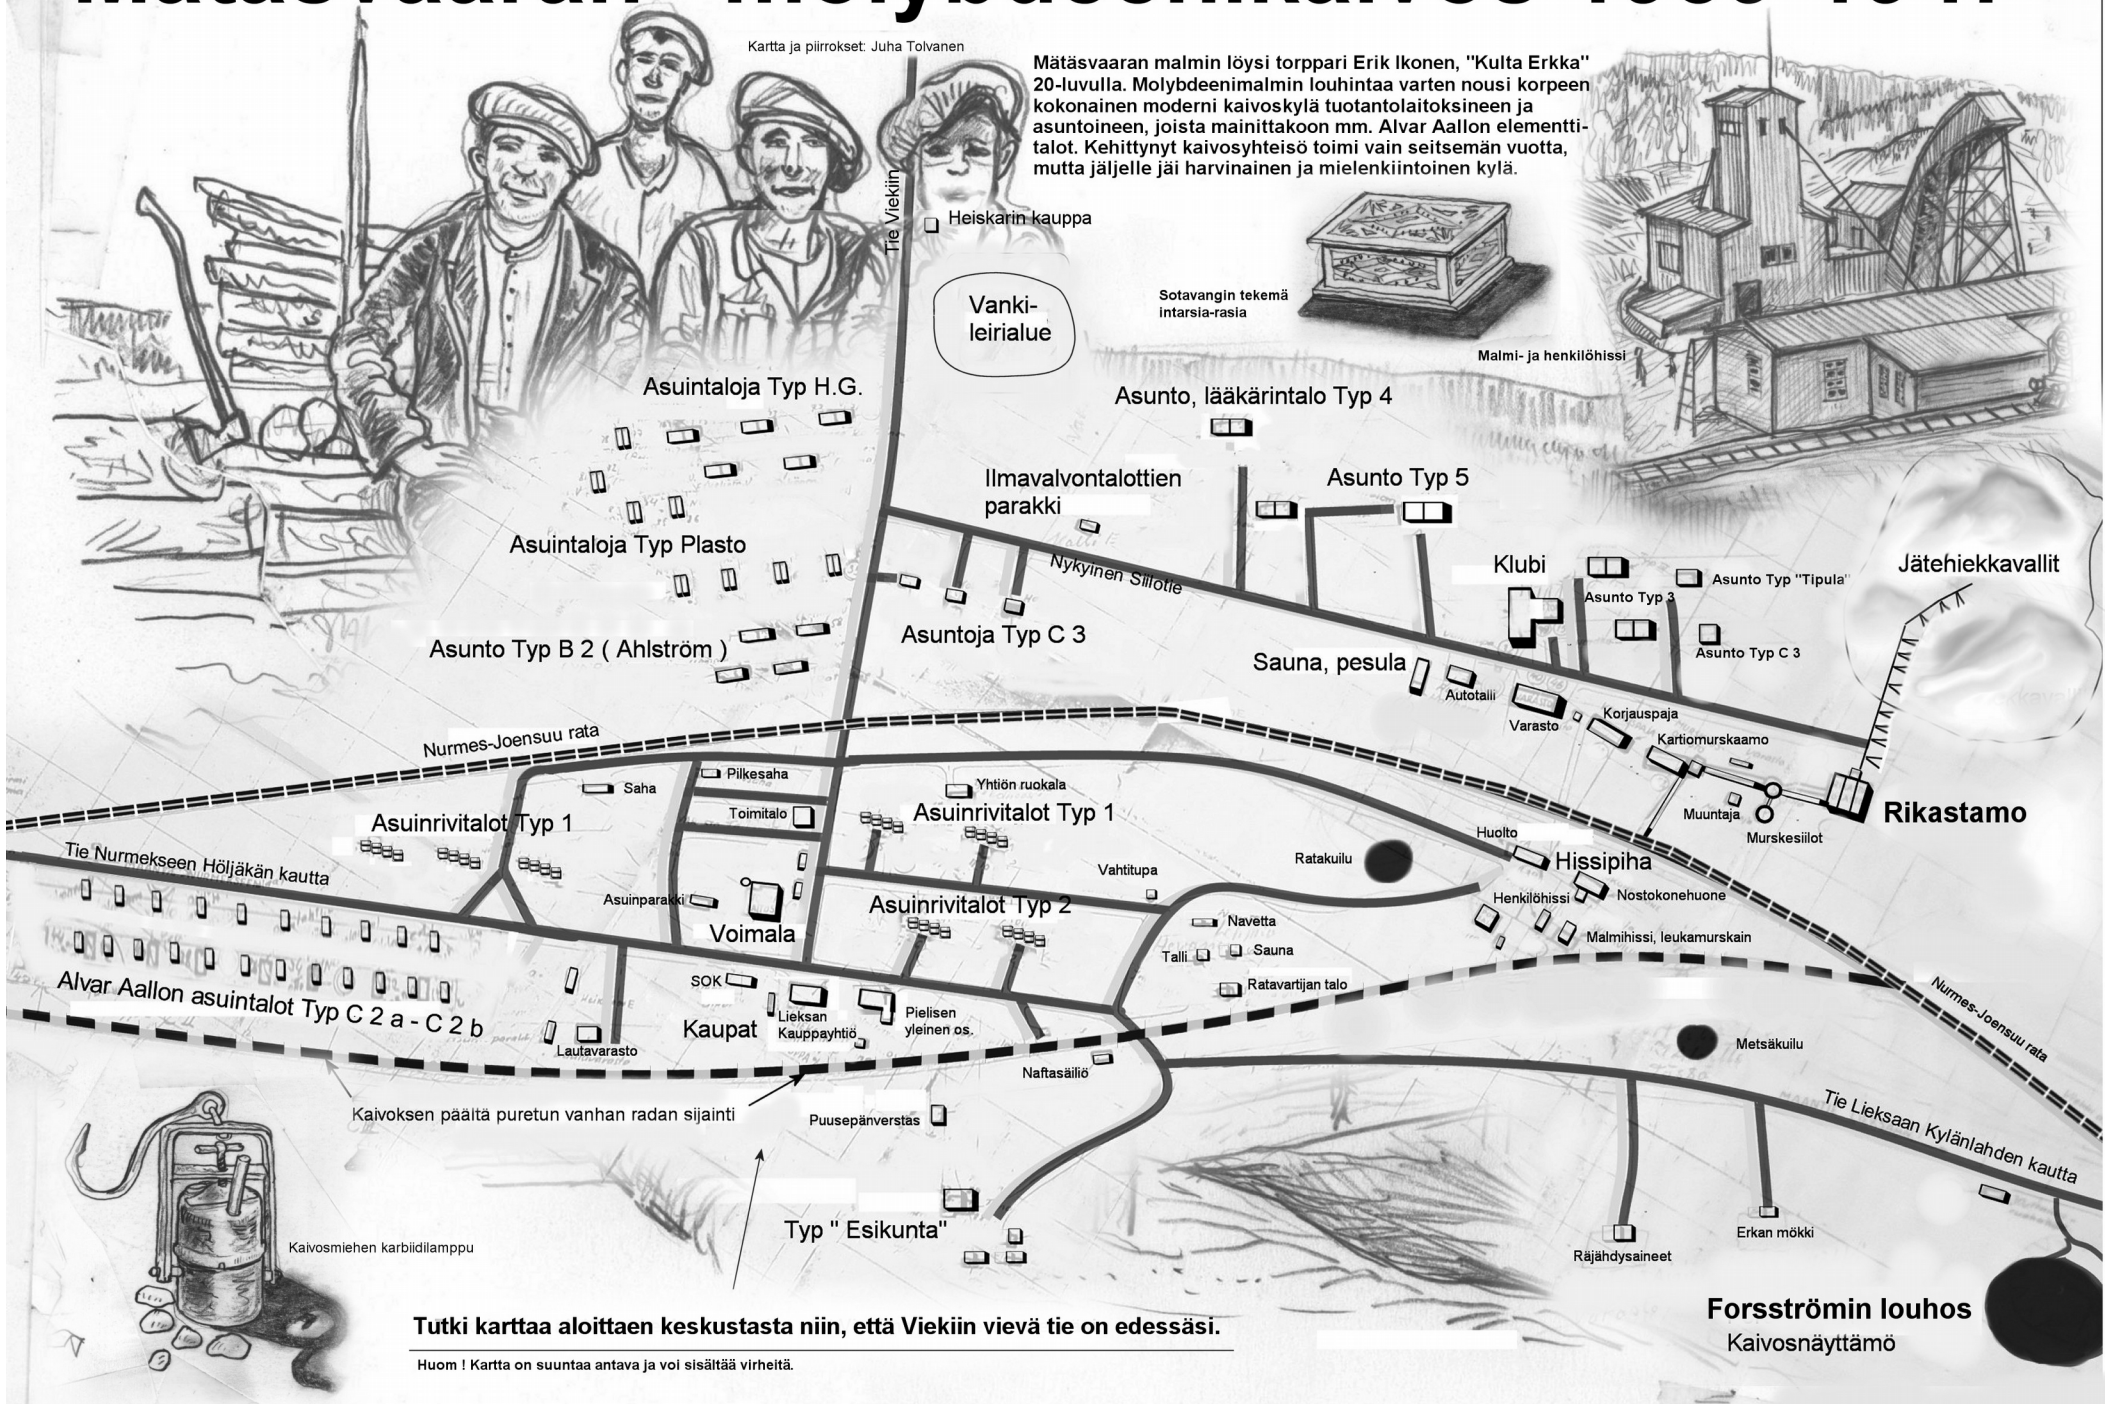 Mätäsvaaran molybdeenikaivos
Kartta ja piirrokset: Juha Tolvanen
Mätäsvaaran malmin löysi torppari Erik Ikonen, "Kulta Erkka"
20-luvulla. Molybdeenimalmin louhintaa varten nousi korpeen
kokonainen moderni kaivoskylä tuotantolaitoksineen ja
asuntoineen, joista mainittakoon mm. Alvar Aallon elementti-
talot. Kehittynyt kaivosyhteisö toimi vain seitsemän vuotta,
mutta jäljelle jäi harvinainen ja mielenkiintoinen kylä.
Tie Viekiin
Heiskarin kauppa
Vanki-
leirialue
Sotavangin tekemä
intarsia-rasia
Malmi- ja henkilöhissi
Asuintaloja Typ H.G.
Asunto, lääkärintalo Typ 4
Ilmavalvontalottien
parakki
Asunto Typ 5
Asuintaloja Typ Plasto
Nykyinen Siilotie
Klubi
Asunto Typ 3
Asunto Typ "Tipula"
Jätehiekkavallit
Asunto Typ B 2 ( Ahlström )
Asuntoja Typ C 3
Asunto Typ C 3
Sauna, pesula
Autotalli
Varasto
Korjauspaja
Kartiomurskaamo
Nurmes-Joensuu rata
Pilkesaha
Saha
Yhtiön ruokala
Toimitalo
Asuinrivitalot Typ 1
Asuinrivitalot Typ 1
Muuntaja
Murskesiilot
Rikastamo
Huolto
Hissipiha
Ratakuilu
Vahtitupa
Tie Nurmekseen Höljäkän kautta
Asuinparakki
Asuinrivitalot Typ 2
Henkilöhissi
Nostokonehuone
Voimala
Navetta
Malmihissi, leukamurskain
Talli
Sauna
Alvar Aallon asuintalot Typ C 2 a - C 2 b
SOK
Ratavartijan talo
Nurmes-Joensuu rata
Kaupat
Lieksan
Kauppayhtiö
Pielisen
yleinen os.
Lautavarasto
Metsäkuilu
Naftasäiliö
Kaivoksen päältä puretun vanhan radan sijainti
Puusepänverstas
Tie Lieksaan Kylänlahden kautta
Typ " Esikunta"
Kaivosmiehen karbiidilamppu
Räjähdysaineet
Erkan mökki
Forsströmin louhos
Kaivosnäyttämö
Tutki karttaa aloittaen keskustasta niin, että Viekiin vievä tie on edessäsi.
Huom ! Kartta on suuntaa antava ja voi sisältää virheitä.